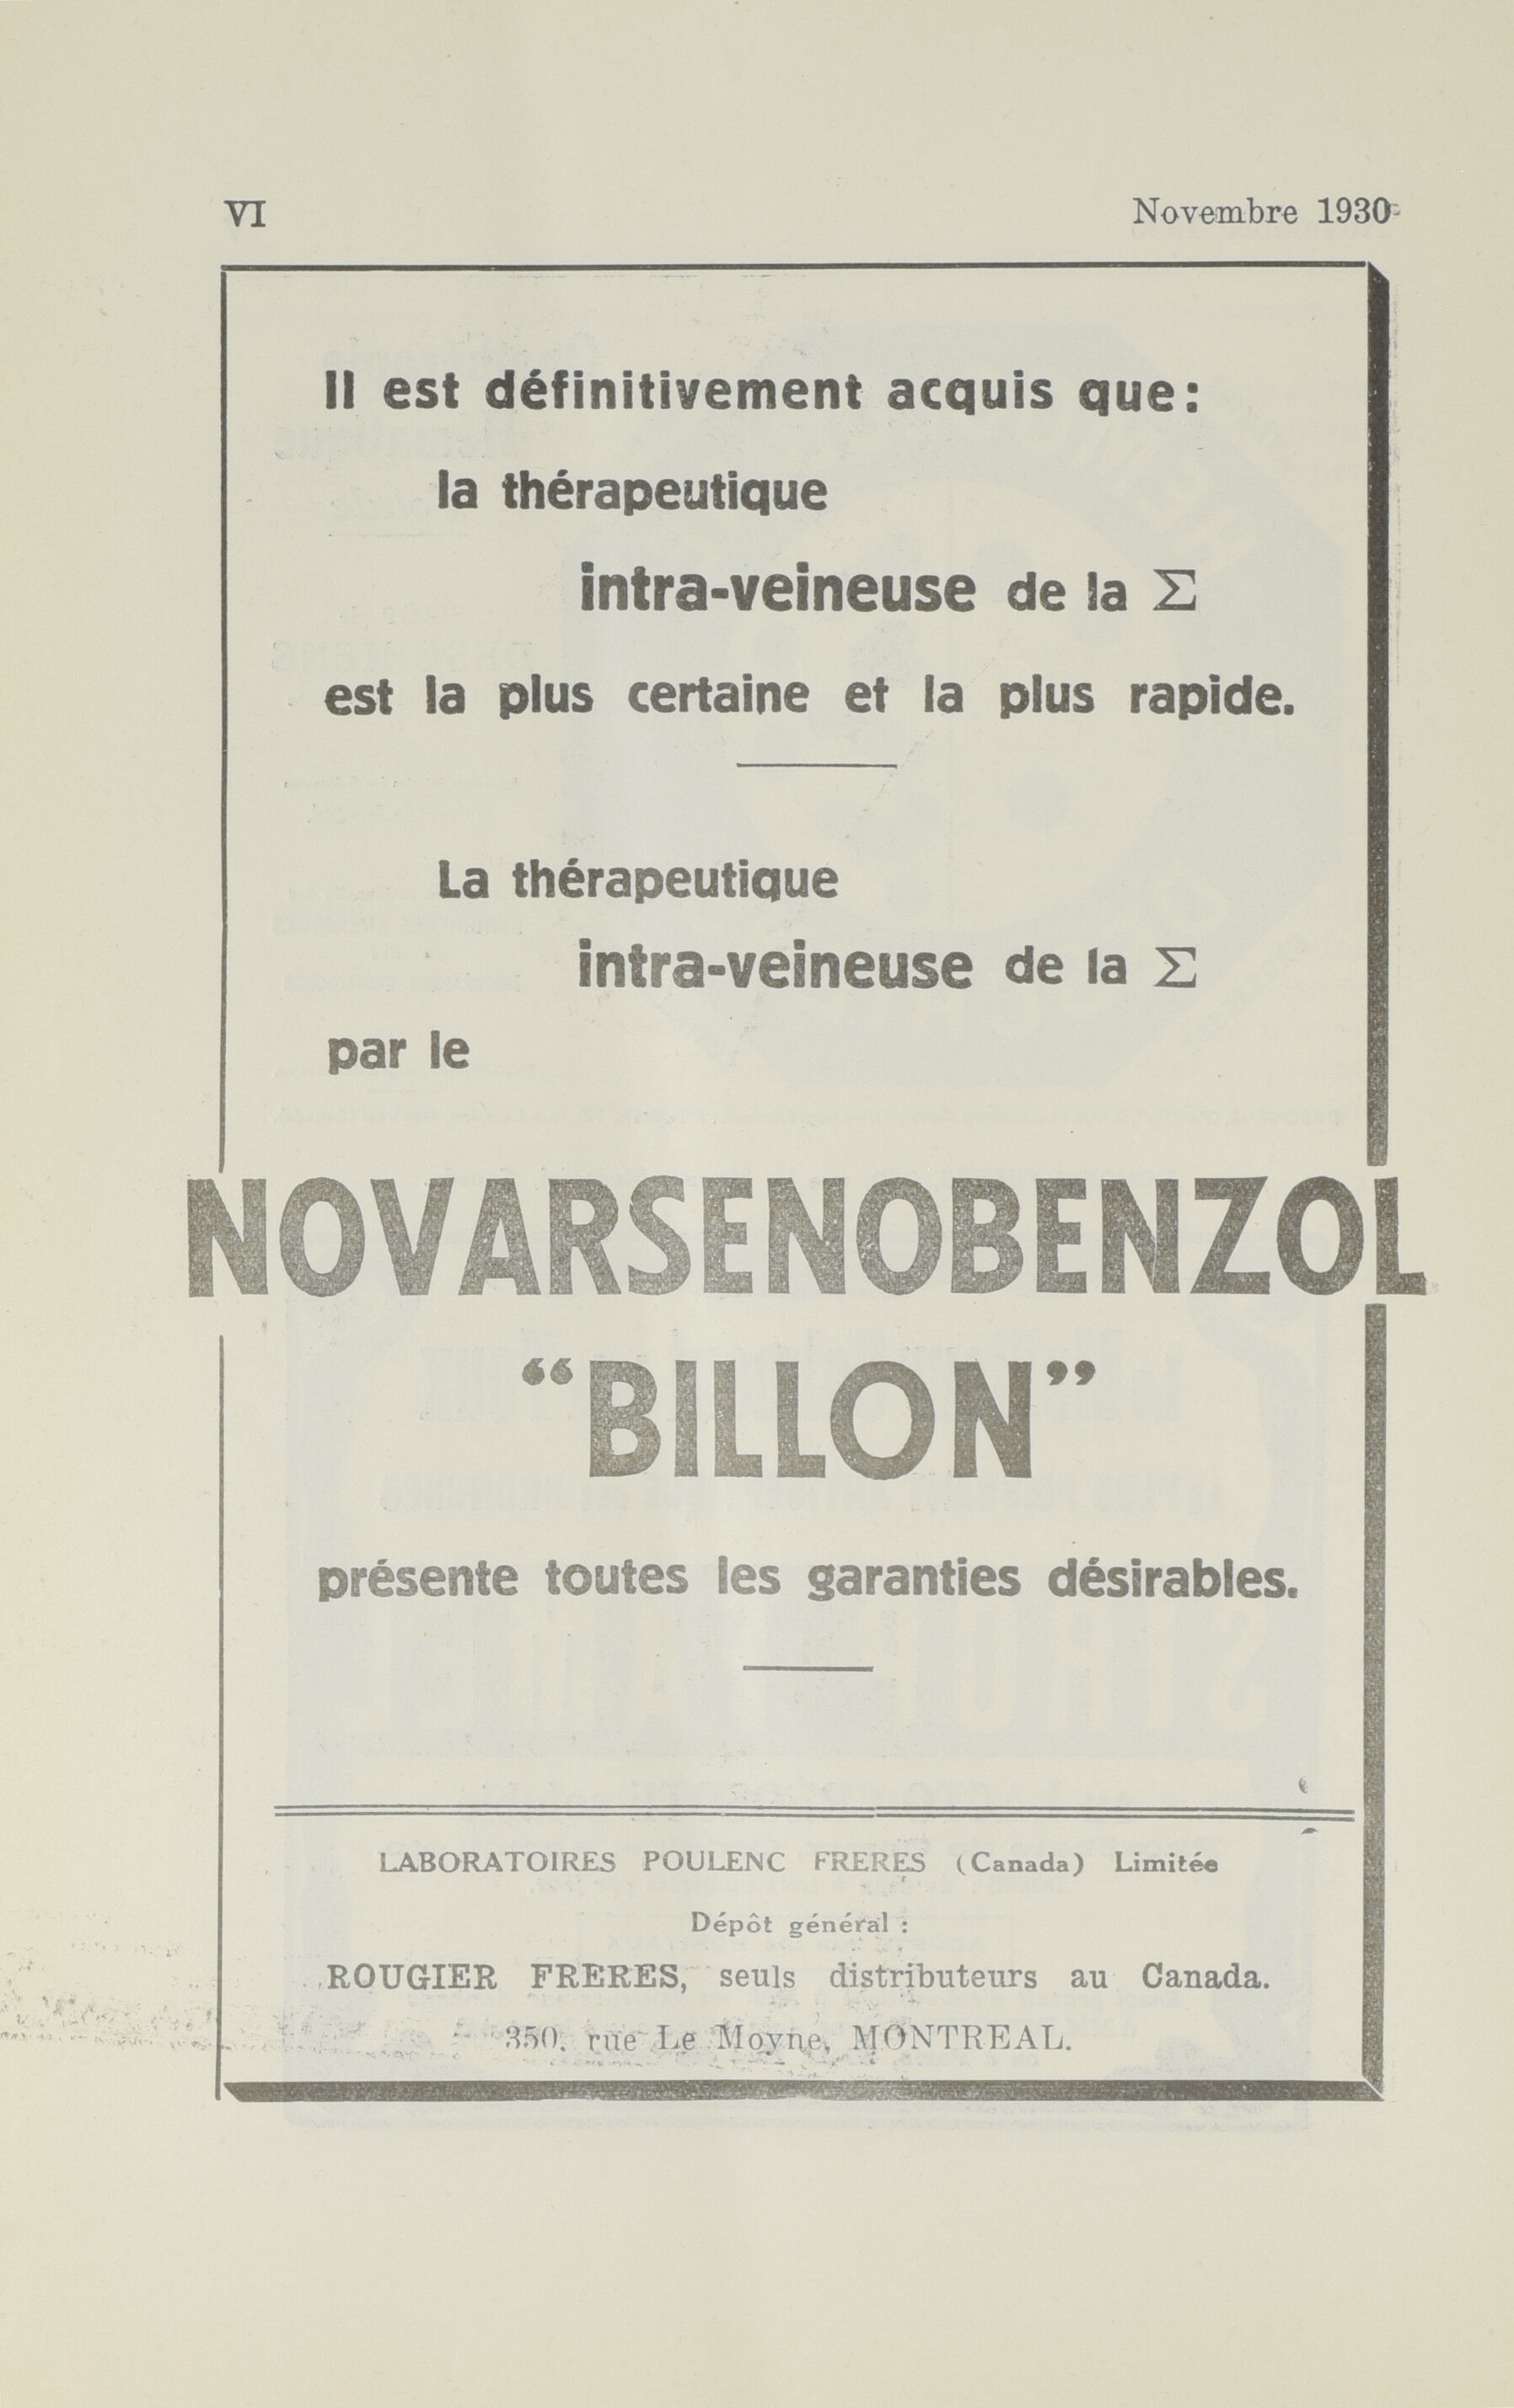 VI
Novembre 1930
Il est définitivement acquis que:
la thérapeutique
intra-veineuse de la Σ
est la plus certaine et la plus rapide.
La thérapeutique
intra-veineuse de la Σ
par le
NOVARSENOBENZOL
“BILLON”
présente toutes les garanties désirables.
LABORATOIRES POULENC FRERES (Canada) Limitée
Dépôt général :
ROUGIER FRERES, seuls distributeurs au Canada.
350, rue Le Moyne, MONTREAL.